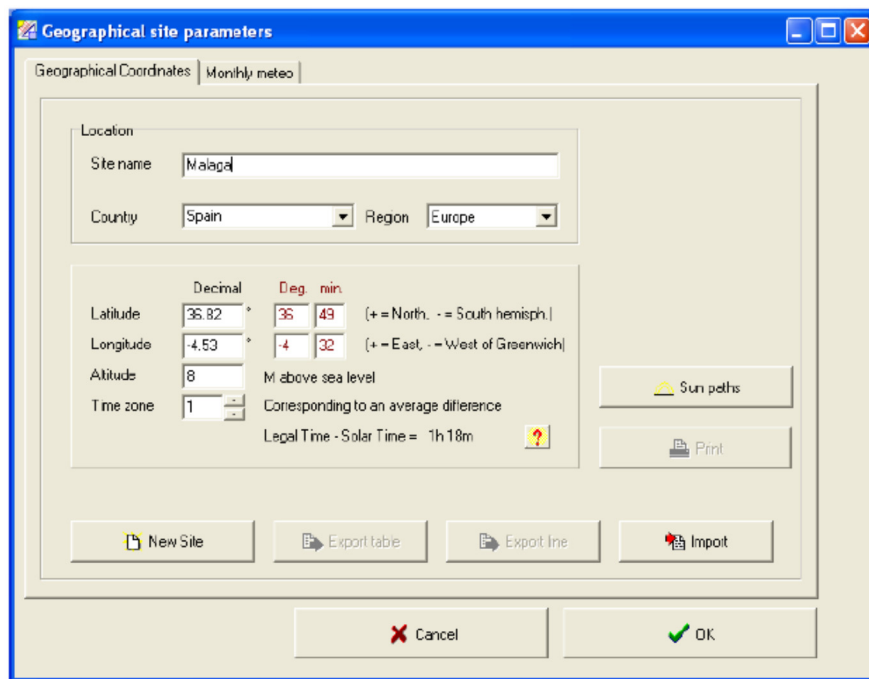 Geographical site parameters
Geographical Coordinates Monthly meteo
Location
Site name Malaga
Country Spain Region Europe
Decimal Deg. min.
Latitude 36.82 ° 36 49 (+ = North, - = South hemisph.)
Longitude -4.53 ° -4 32 (+ = East, - = West of Greenwich)
Altitude 8 M above sea level
Time zone 1 Corresponding to an average difference
Legal Time - Solar Time = 1h 18m ?
Sun paths
Print
New Site Export table Export line Import
Cancel OK